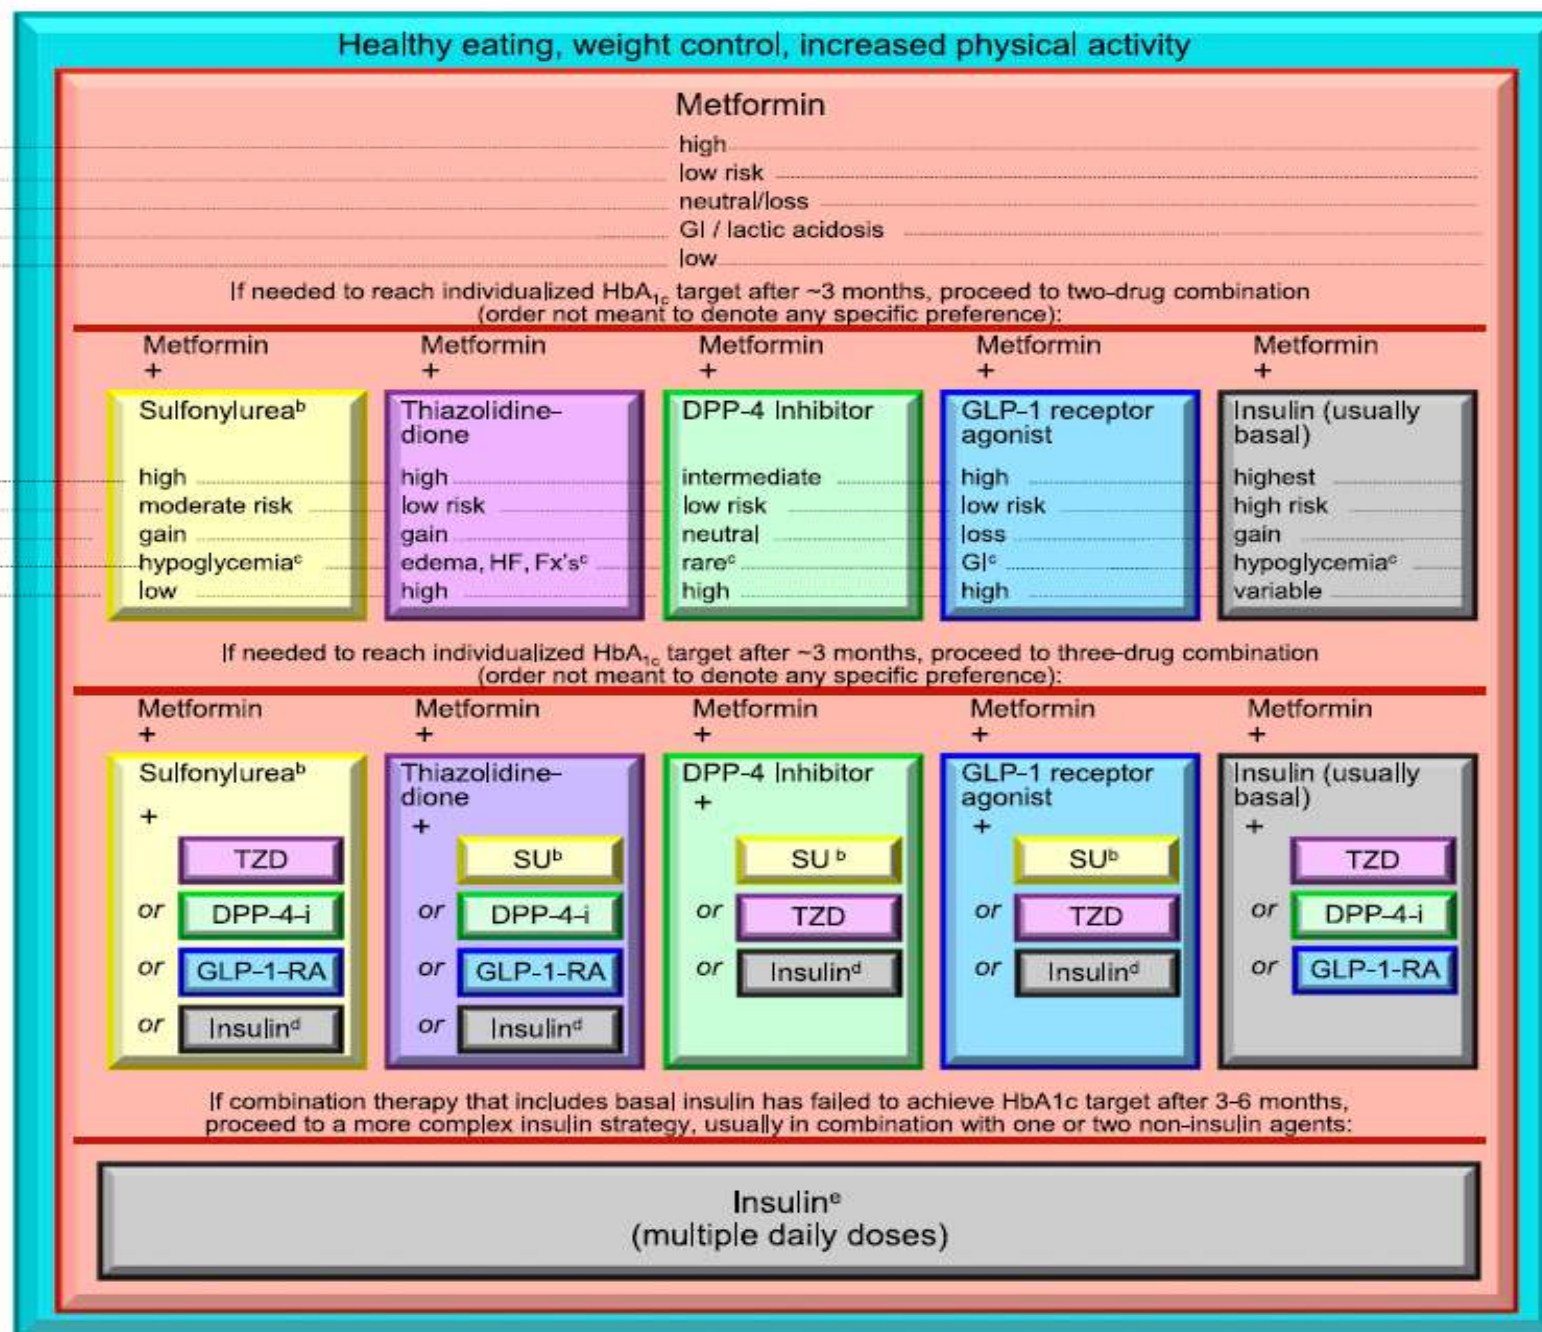 Healthy eating, weight control, increased physical activity
Metformin
high
low risk
neutral/loss
GI / lactic acidosis
low
If needed to reach individualized HbA1c target after ~3 months, proceed to two-drug combination
(order not meant to denote any specific preference):
Metformin Metformin Metformin Metformin Metformin
+ + + + +
Sulfonylureaᵇ
high
moderate risk
gain
hypoglycemiaᶜ
low
Thiazolidine-
dione
high
low risk
gain
edema, HF, Fx'sᶜ
high
DPP-4 Inhibitor
intermediate
low risk
neutral
rareᶜ
high
GLP-1 receptor
agonist
high
low risk
loss
GIᶜ
high
Insulin (usually
basal)
highest
high risk
gain
hypoglycemiaᶜ
variable
If needed to reach individualized HbA1c target after ~3 months, proceed to three-drug combination
(order not meant to denote any specific preference):
Metformin Metformin Metformin Metformin Metformin
+ + + + +
Sulfonylureaᵇ
+
TZD
or DPP-4-i
or GLP-1-RA
or Insulinᵈ
Thiazolidine-
dione
+
SUᵇ
or DPP-4-i
or GLP-1-RA
or Insulinᵈ
DPP-4 Inhibitor
+
SU ᵇ
or TZD
or Insulinᵈ
GLP-1 receptor
agonist
+
SUᵇ
or TZD
or Insulinᵈ
Insulin (usually
basal)
+
TZD
or DPP-4-i
or GLP-1-RA
If combination therapy that includes basal insulin has failed to achieve HbA1c target after 3-6 months,
proceed to a more complex insulin strategy, usually in combination with one or two non-insulin agents:
Insulinᵉ
(multiple daily doses)